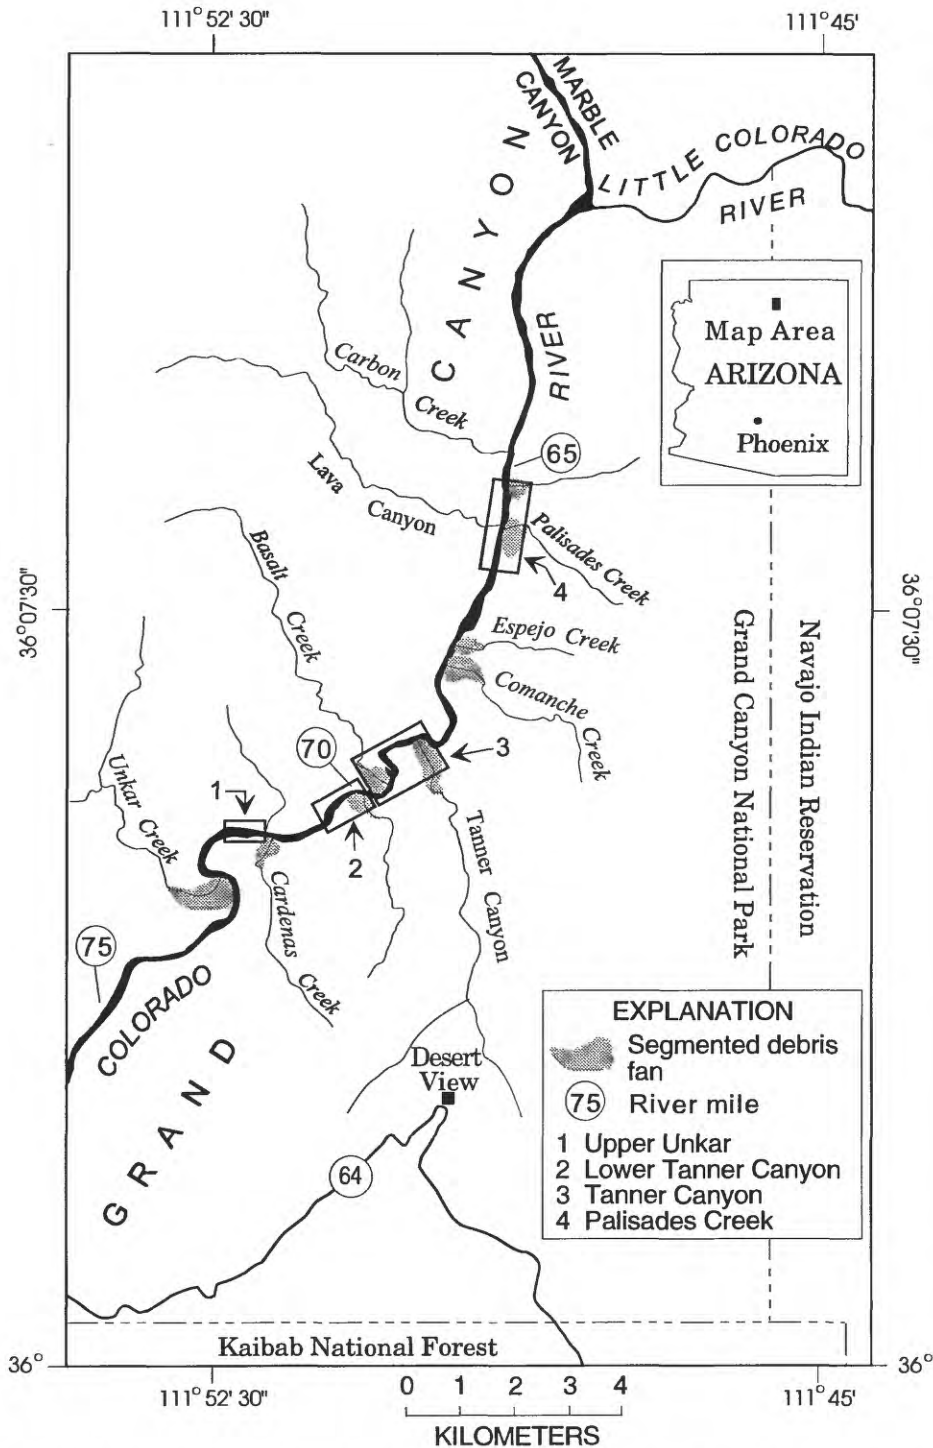 111° 52' 30"
111° 45'
MARBLE
CANYON
LITTLE COLORADO
RIVER
CANYON
RIVER
Map Area
ARIZONA
Phoenix
Carbon
Creek
65
Lava
Canyon
Palisades Creek
4
Basalt
Creek
36° 07'30"
36° 07'30"
Espejo Creek
Comanche
Creek
Grand Canyon National Park
Navajo Indian Reservation
70
3
1
2
Unkar
Creek
Tanner
Canyon
Cardenas
Creek
75
COLORADO
GRAND
Desert
View
64
EXPLANATION
Segmented debris
fan
75 River mile
1 Upper Unkar
2 Lower Tanner Canyon
3 Tanner Canyon
4 Palisades Creek
Kaibab National Forest
36°
36°
111° 52' 30"
0 1 2 3 4
KILOMETERS
111° 45'